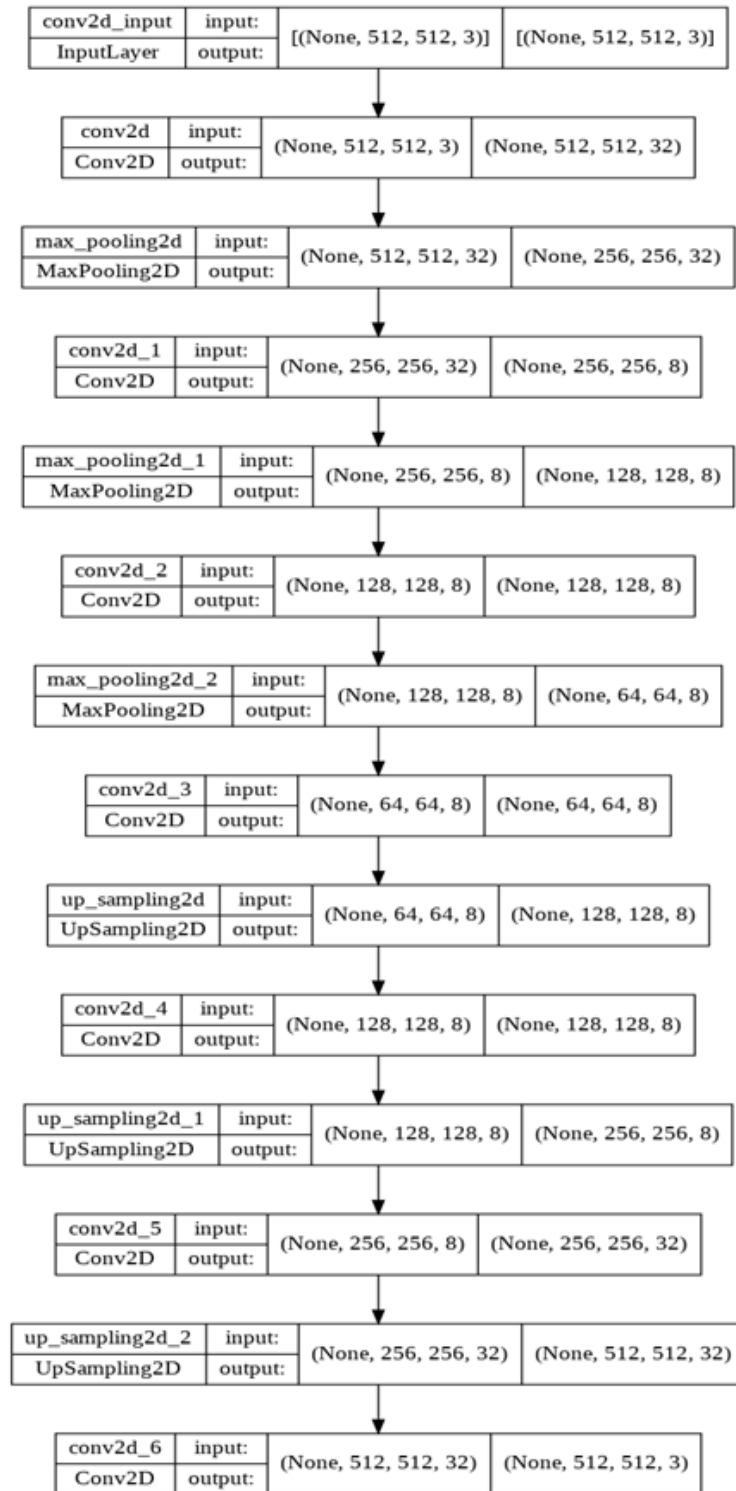 conv2d_input input: [(None, 512, 512, 3)] [(None, 512, 512, 3)]
InputLayer output:
conv2d input: (None, 512, 512, 3) (None, 512, 512, 32)
Conv2D output:
max_pooling2d input: (None, 512, 512, 32) (None, 256, 256, 32)
MaxPooling2D output:
conv2d_1 input: (None, 256, 256, 32) (None, 256, 256, 8)
Conv2D output:
max_pooling2d_1 input: (None, 256, 256, 8) (None, 128, 128, 8)
MaxPooling2D output:
conv2d_2 input: (None, 128, 128, 8) (None, 128, 128, 8)
Conv2D output:
max_pooling2d_2 input: (None, 128, 128, 8) (None, 64, 64, 8)
MaxPooling2D output:
conv2d_3 input: (None, 64, 64, 8) (None, 64, 64, 8)
Conv2D output:
up_sampling2d input: (None, 64, 64, 8) (None, 128, 128, 8)
UpSampling2D output:
conv2d_4 input: (None, 128, 128, 8) (None, 128, 128, 8)
Conv2D output:
up_sampling2d_1 input: (None, 128, 128, 8) (None, 256, 256, 8)
UpSampling2D output:
conv2d_5 input: (None, 256, 256, 8) (None, 256, 256, 32)
Conv2D output:
up_sampling2d_2 input: (None, 256, 256, 32) (None, 512, 512, 32)
UpSampling2D output:
conv2d_6 input: (None, 512, 512, 32) (None, 512, 512, 3)
Conv2D output: